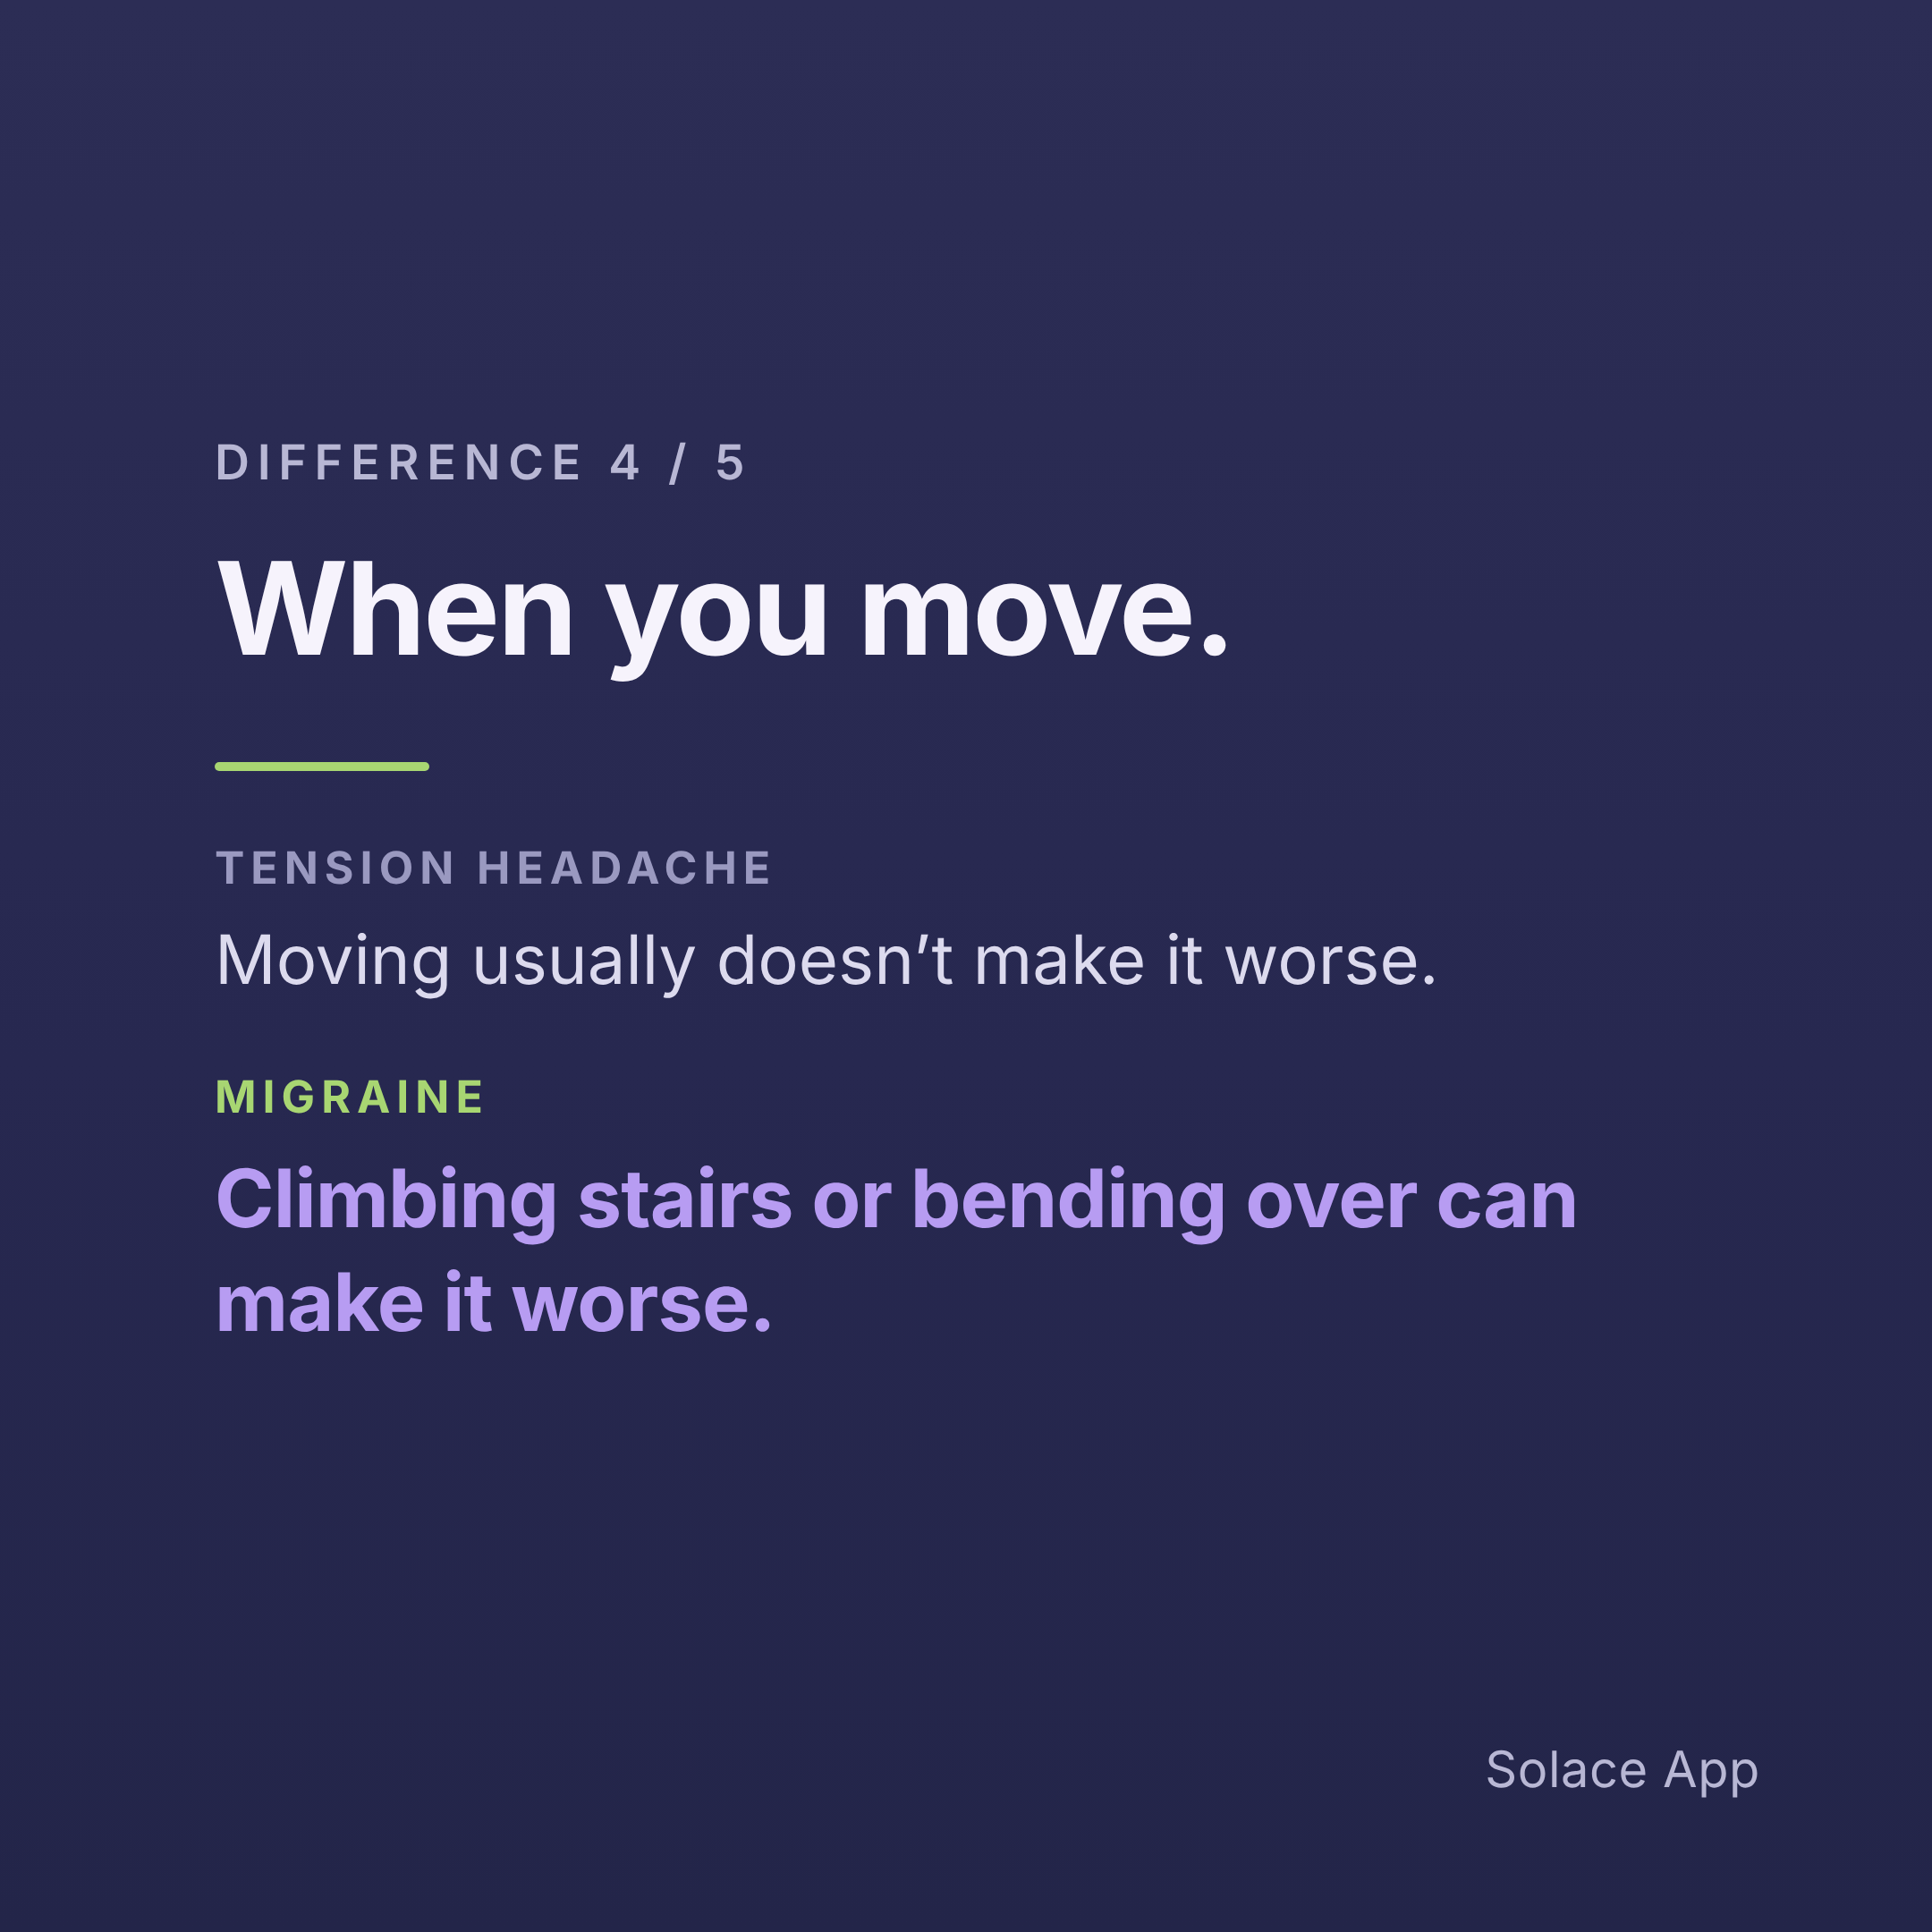 DIFFERENCE 4 / 5
When you move.
TENSION HEADACHE
Moving usually doesn’t make it worse.
MIGRAINE
Climbing stairs or bending over can
make it worse.
Solace App